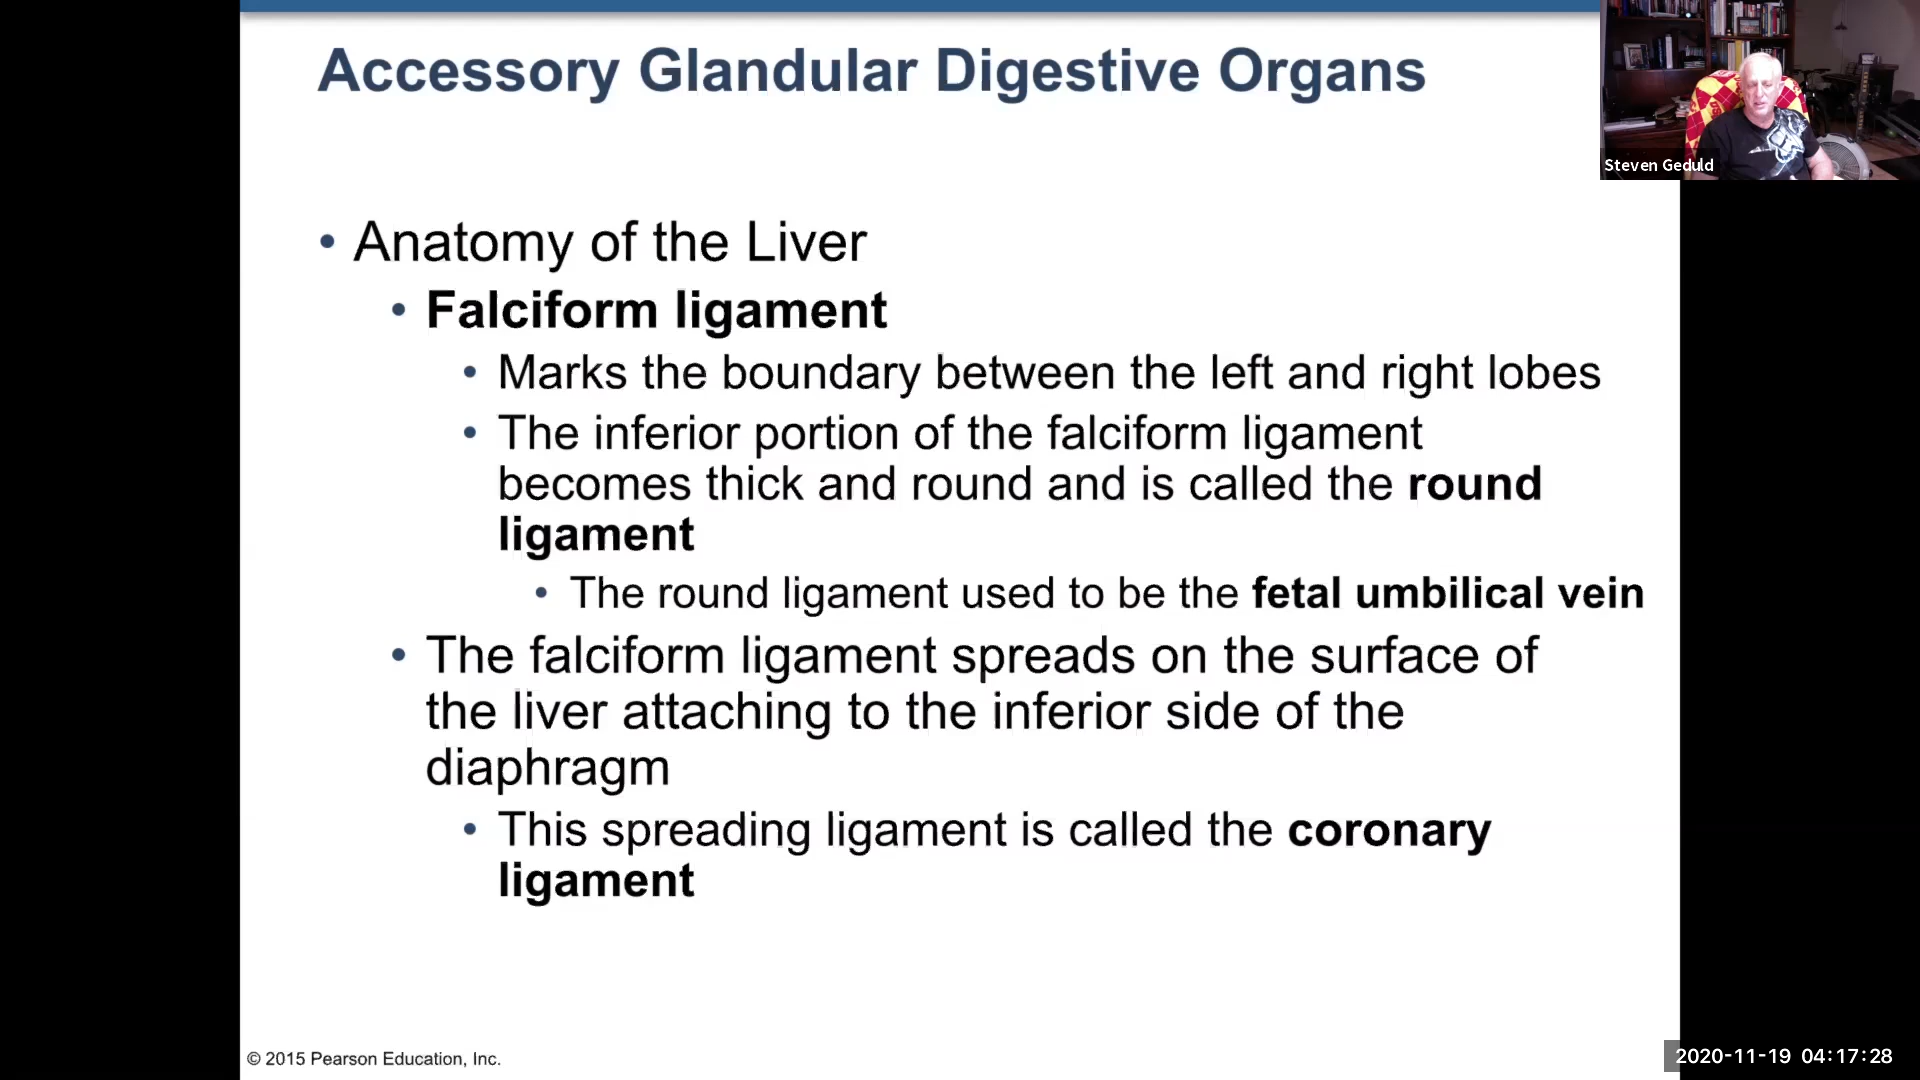 Accessory Glandular Digestive Organs
Steven Geduld
• Anatomy of the Liver
• Falciform ligament
• Marks the boundary between the left and right lobes
• The inferior portion of the falciform ligament
becomes thick and round and is called the round
ligament
• The round ligament used to be the fetal umbilical vein
• The falciform ligament spreads on the surface of
the liver attaching to the inferior side of the
diaphragm
• This spreading ligament is called the coronary
ligament
© 2015 Pearson Education, Inc.
2020-11-19 04:17:28